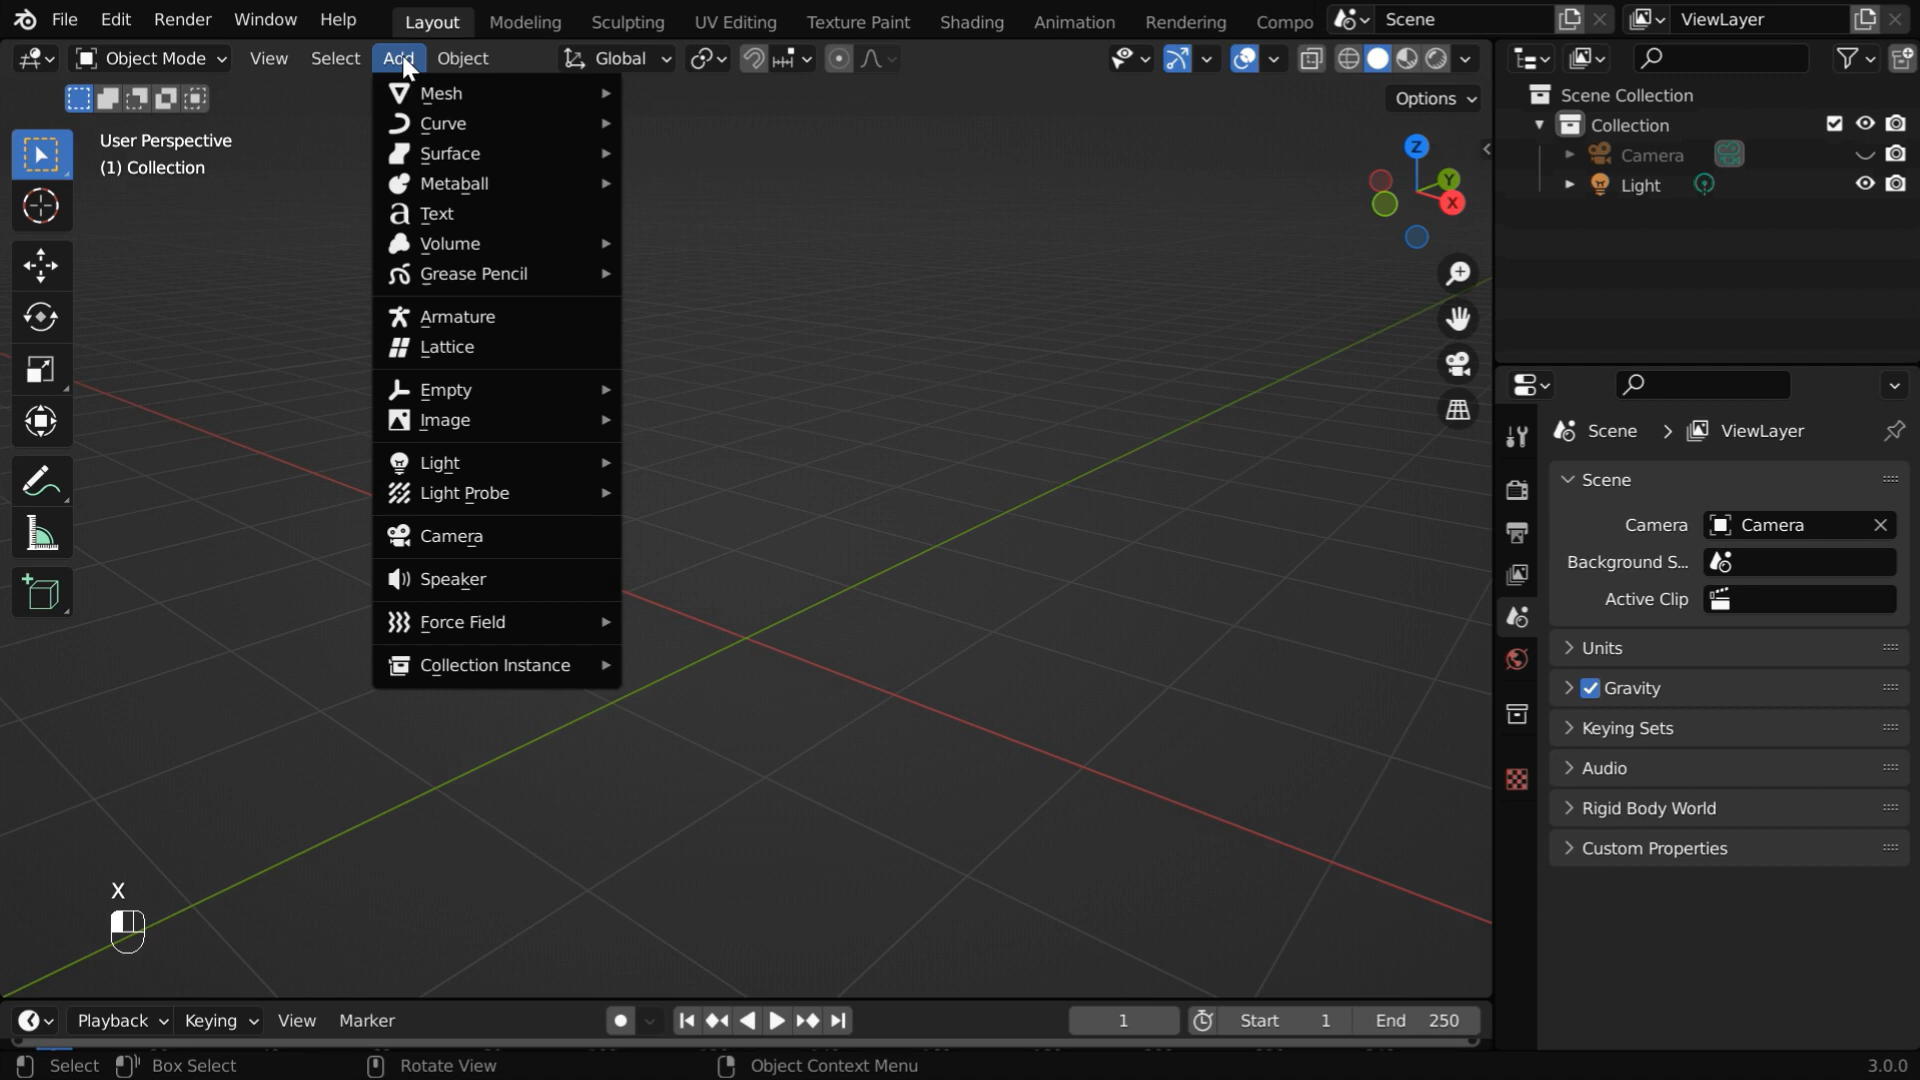 File Edit Render Window Help Layout Modeling Sculpting UV Editing Texture Paint Shading Animation Rendering Compo Scene ViewLayer
Object Mode View Select Add Object Global
Options
User Perspective
(1) Collection
Z
Y
X
Mesh
Curve
Surface
Metaball
Text
Volume
Grease Pencil
Armature
Lattice
Empty
Image
Light
Light Probe
Camera
Speaker
Force Field
Collection Instance
X
Scene Collection
Collection
Camera
Light
Scene > ViewLayer
Scene
Camera Camera
Background S...
Active Clip
Units
Gravity
Keying Sets
Audio
Rigid Body World
Custom Properties
Playback Keying View Marker 1 Start 1 End 250
Select Box Select Rotate View Object Context Menu 3.0.0